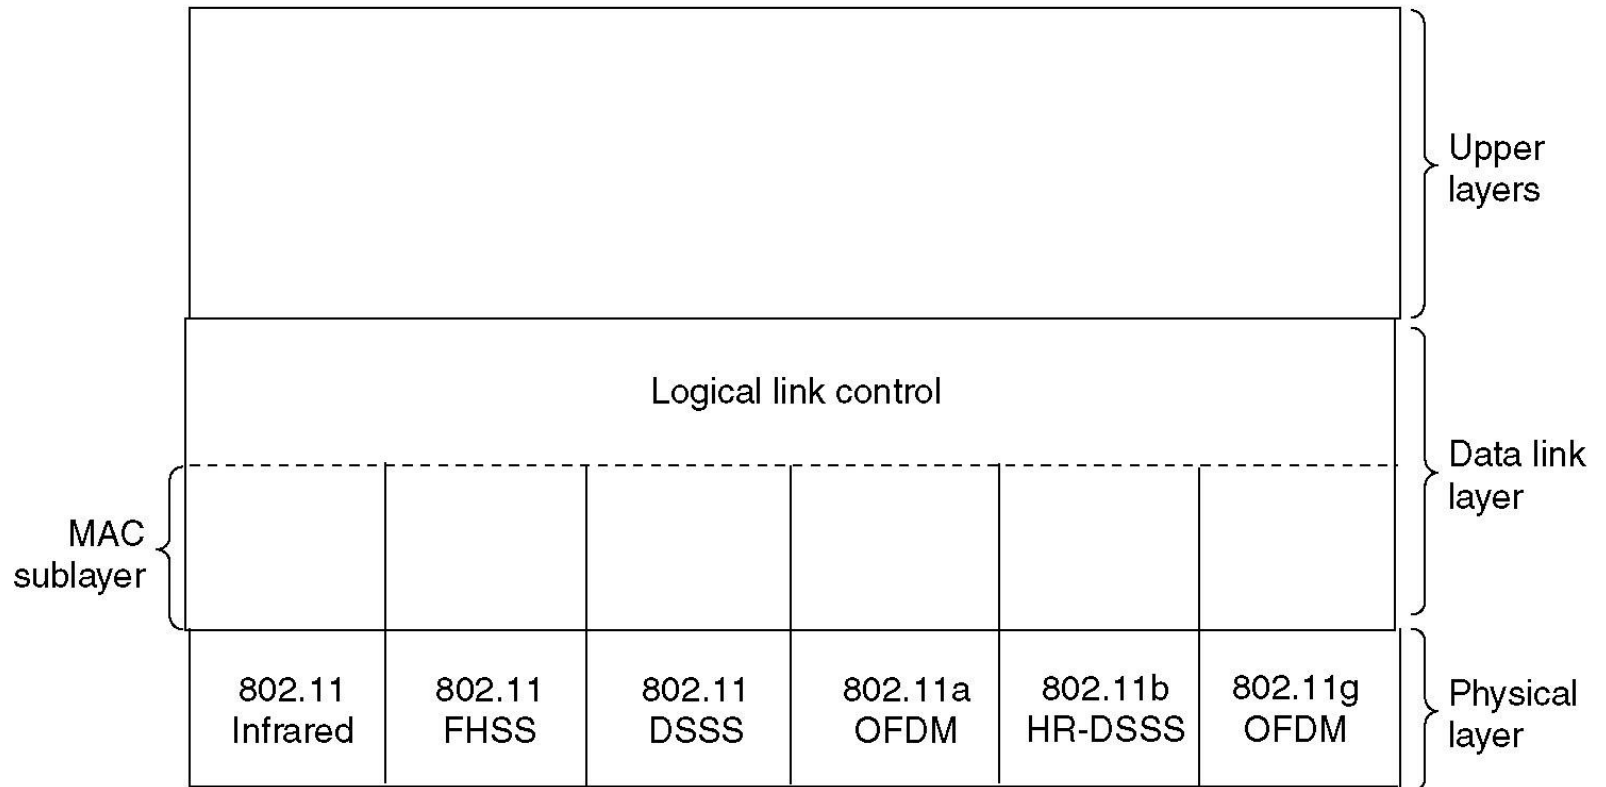 Upper
layers
Logical link control
Data link
layer
MAC
sublayer
802.11
Infrared
802.11
FHSS
802.11
DSSS
802.11a
OFDM
802.11b
HR-DSSS
802.11g
OFDM
Physical
layer